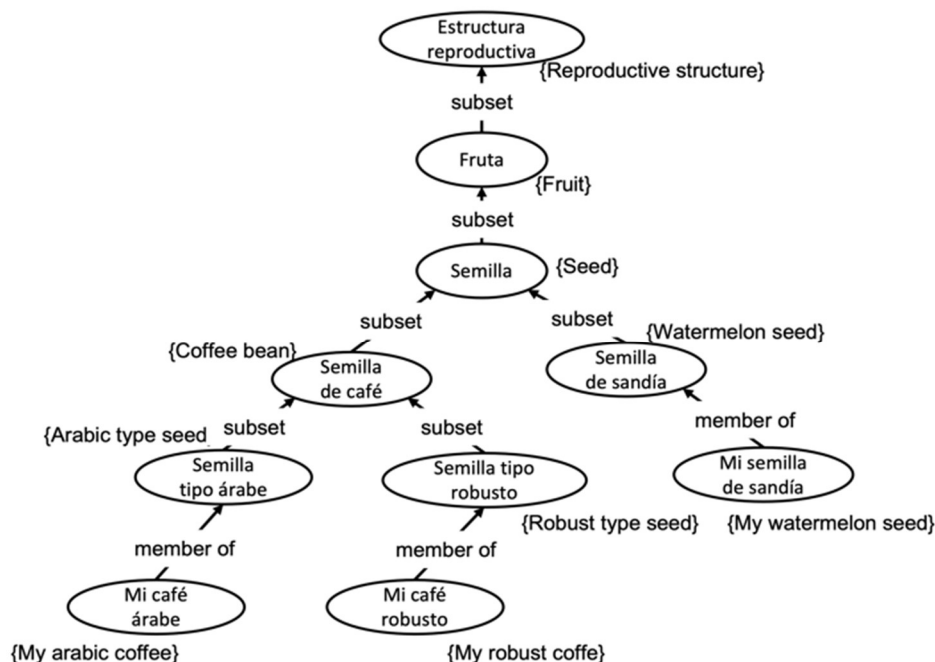 Estructura
reproductiva
{Reproductive structure}
subset
Fruta
{Fruit}
subset
Semilla
{Seed}
subset
subset
{Watermelon seed}
{Coffee bean}
Semilla
de café
Semilla
de sandía
{Arabic type seed
subset
subset
member of
Semilla
tipo árabe
Semilla tipo
robusto
Mi semilla
de sandía
{Robust type seed}
{My watermelon seed}
member of
member of
Mi café
árabe
Mi café
robusto
{My arabic coffee}
{My robust coffe}